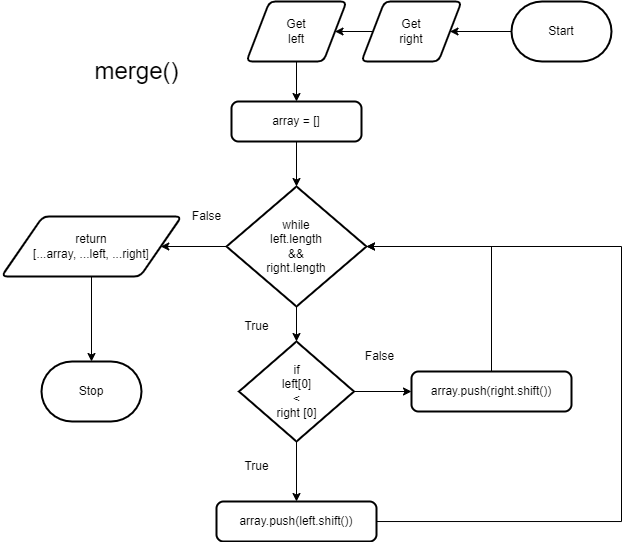 Get
left
Get
right
Start
merge()
array = []
while
left.length
&&
right.length
False
return
[...array, ...left, ...right]
True
Stop
if
left[0]
<
right [0]
False
array.push(right.shift())
True
array.push(left.shift())